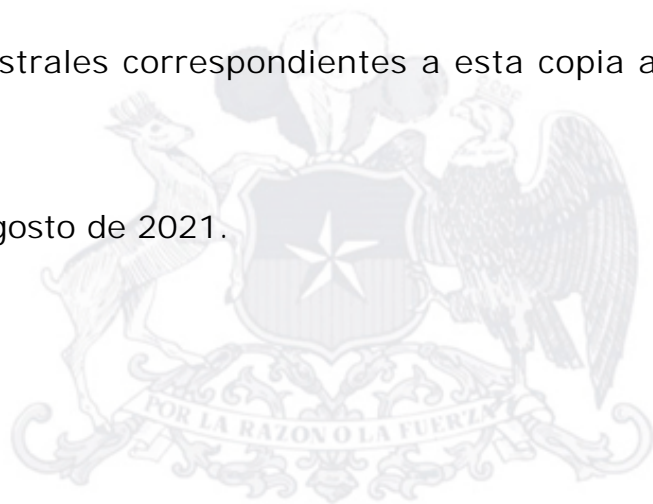 strales correspondientes a esta copia a
gosto de 2021.
POR LA RAZON O LA FUERZA